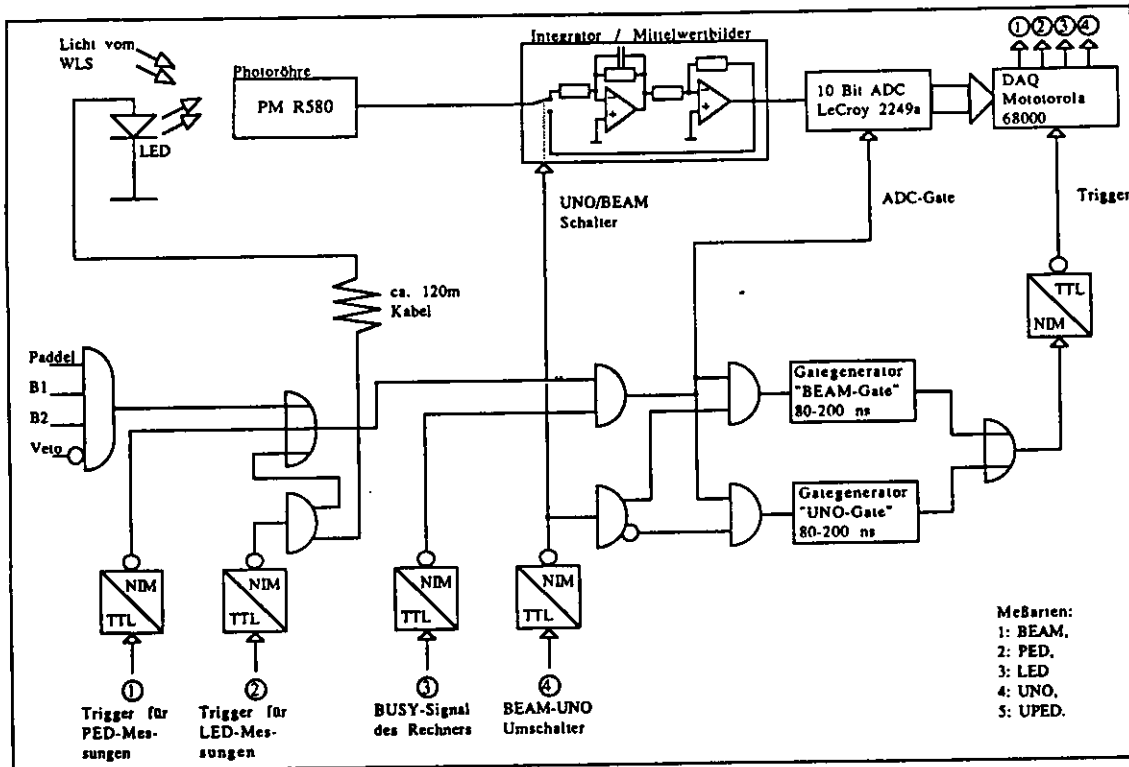 ① ② ③ ④
Licht vom
WLS
Photoröhre
PM R580
LED
Integrator / Mittelwertbilder
10 Bit ADC
LeCroy 2249a
DAQ
Mototorola
68000
UNO/BEAM
Schalter
ADC-Gate
Trigger
ca. 120m
Kabel
TTL
NIM
Paddel
B1
B2
Veto
Gategenerator
"BEAM-Gate"
80-200 ns
Gategenerator
"UNO-Gate"
80-200 ns
NIM
TTL
NIM
TTL
NIM
TTL
NIM
TTL
①
Trigger für
PED-Mes-
sungen
②
Trigger für
LED-Mes-
sungen
③
BUSY-Signal
des Rechners
④
BEAM-UNO
Umschalter
Meßarten:
1: BEAM,
2: PED,
3: LED
4: UNO,
5: UPED.